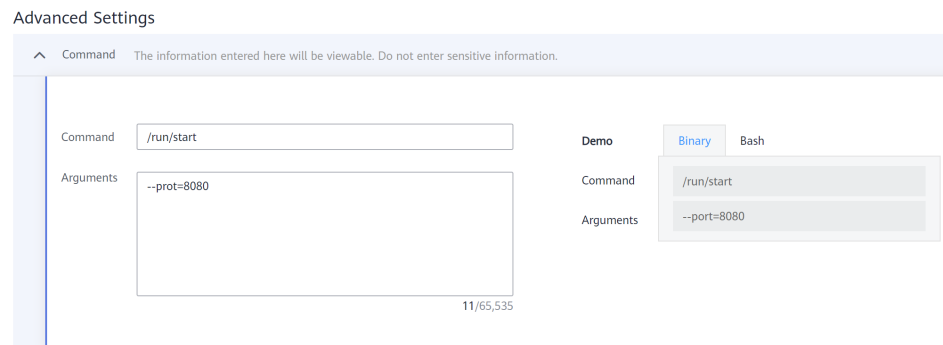 Advanced Settings
Command The information entered here will be viewable. Do not enter sensitive information.
Command /run/start
Arguments --prot=8080
11/65,535
Demo Binary Bash
Command /run/start
Arguments --port=8080